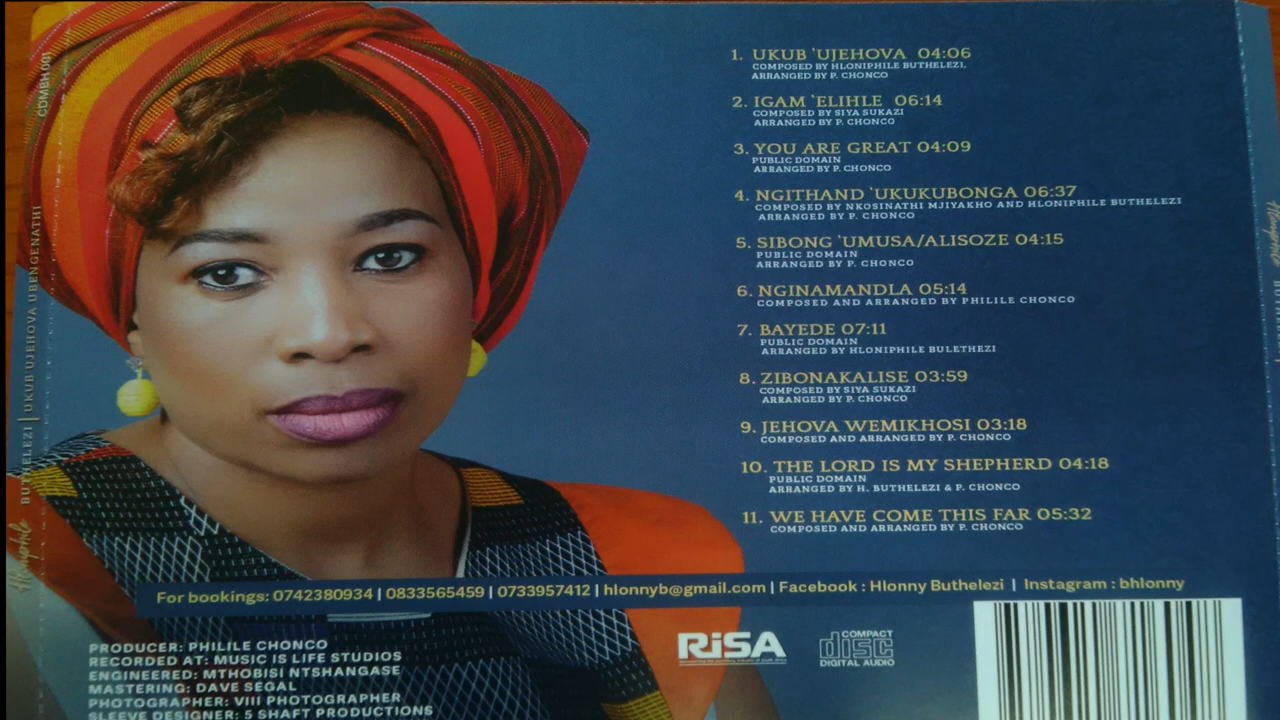 1. UKUB 'UJEHOVA 04:06
COMPOSED BY HLONIPHILE BUTHELEZI,
ARRANGED BY P. CHONCO
2. IGAM 'ELIHLE 06:14
COMPOSED BY SIYA SUKAZI
ARRANGED BY P. CHONCO
3. YOU ARE GREAT 04:09
PUBLIC DOMAIN
ARRANGED BY P. CHONCO
4. NGITHAND 'UKUKUBONGA 06:37
COMPOSED BY NKOSINATHI MJIYAKHO AND HLONIPHILE BUTHELEZI
ARRANGED BY P. CHONCO
5. SIBONG 'UMUSA/ALISOZE 04:15
PUBLIC DOMAIN
ARRANGED BY P. CHONCO
6. NGINAMANDLA 05:14
COMPOSED AND ARRANGED BY PHILILE CHONCO
7. BAYEDE 07:11
PUBLIC DOMAIN
ARRANGED BY HLONIPHILE BULETHEZI
8. ZIBONAKALISE 03:59
COMPOSED BY SIYA SUKAZI
ARRANGED BY P. CHONCO
9. JEHOVA WEMIKHOSI 03:18
COMPOSED AND ARRANGED BY P. CHONCO
10. THE LORD IS MY SHEPHERD 04:18
PUBLIC DOMAIN
ARRANGED BY H. BUTHELEZI & P. CHONCO
11. WE HAVE COME THIS FAR 05:32
COMPOSED AND ARRANGED BY P. CHONCO
For bookings: 0742380934 | 0833565459 | 0733957412 | hlonnyb@gmail.com | Facebook : Hlonny Buthelezi | Instagram : bhlonny
PRODUCER: PHILILE CHONCO
RECORDED AT: MUSIC IS LIFE STUDIOS
ENGINEERED: MTHOBISI NTSHANGASE
MASTERING: DAVE SEGAL
PHOTOGRAPHER: VIII PHOTOGRAPHER
SLEEVE DESIGNER: 5 SHAFT PRODUCTIONS
RiSA
COMPACT
disc
DIGITAL AUDIO
BUTHELEZI | UKUB'UJEHOVA UBENGENATHI
CDMBH 001